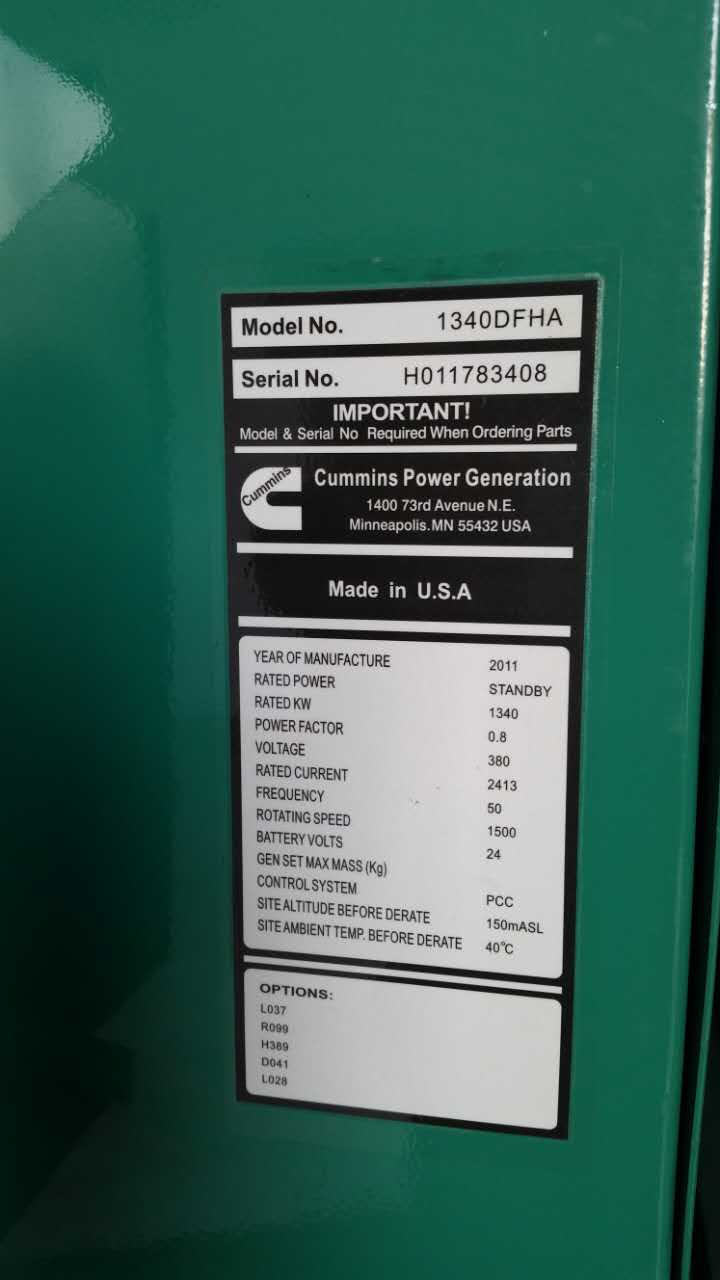 Model No. 1340DFHA
Serial No. H011783408
IMPORTANT!
Model & Serial No Required When Ordering Parts
Cummins
Cummins Power Generation
1400 73rd Avenue N.E.
Minneapolis.MN 55432 USA
Made in U.S.A
YEAR OF MANUFACTURE 2011
RATED POWER STANDBY
RATED KW 1340
POWER FACTOR 0.8
VOLTAGE 380
RATED CURRENT 2413
FREQUENCY 50
ROTATING SPEED 1500
BATTERY VOLTS 24
GEN SET MAX MASS (Kg)
CONTROL SYSTEM PCC
SITE ALTITUDE BEFORE DERATE 150mASL
SITE AMBIENT TEMP. BEFORE DERATE 40°C
OPTIONS:
L037
R099
H389
D041
L028